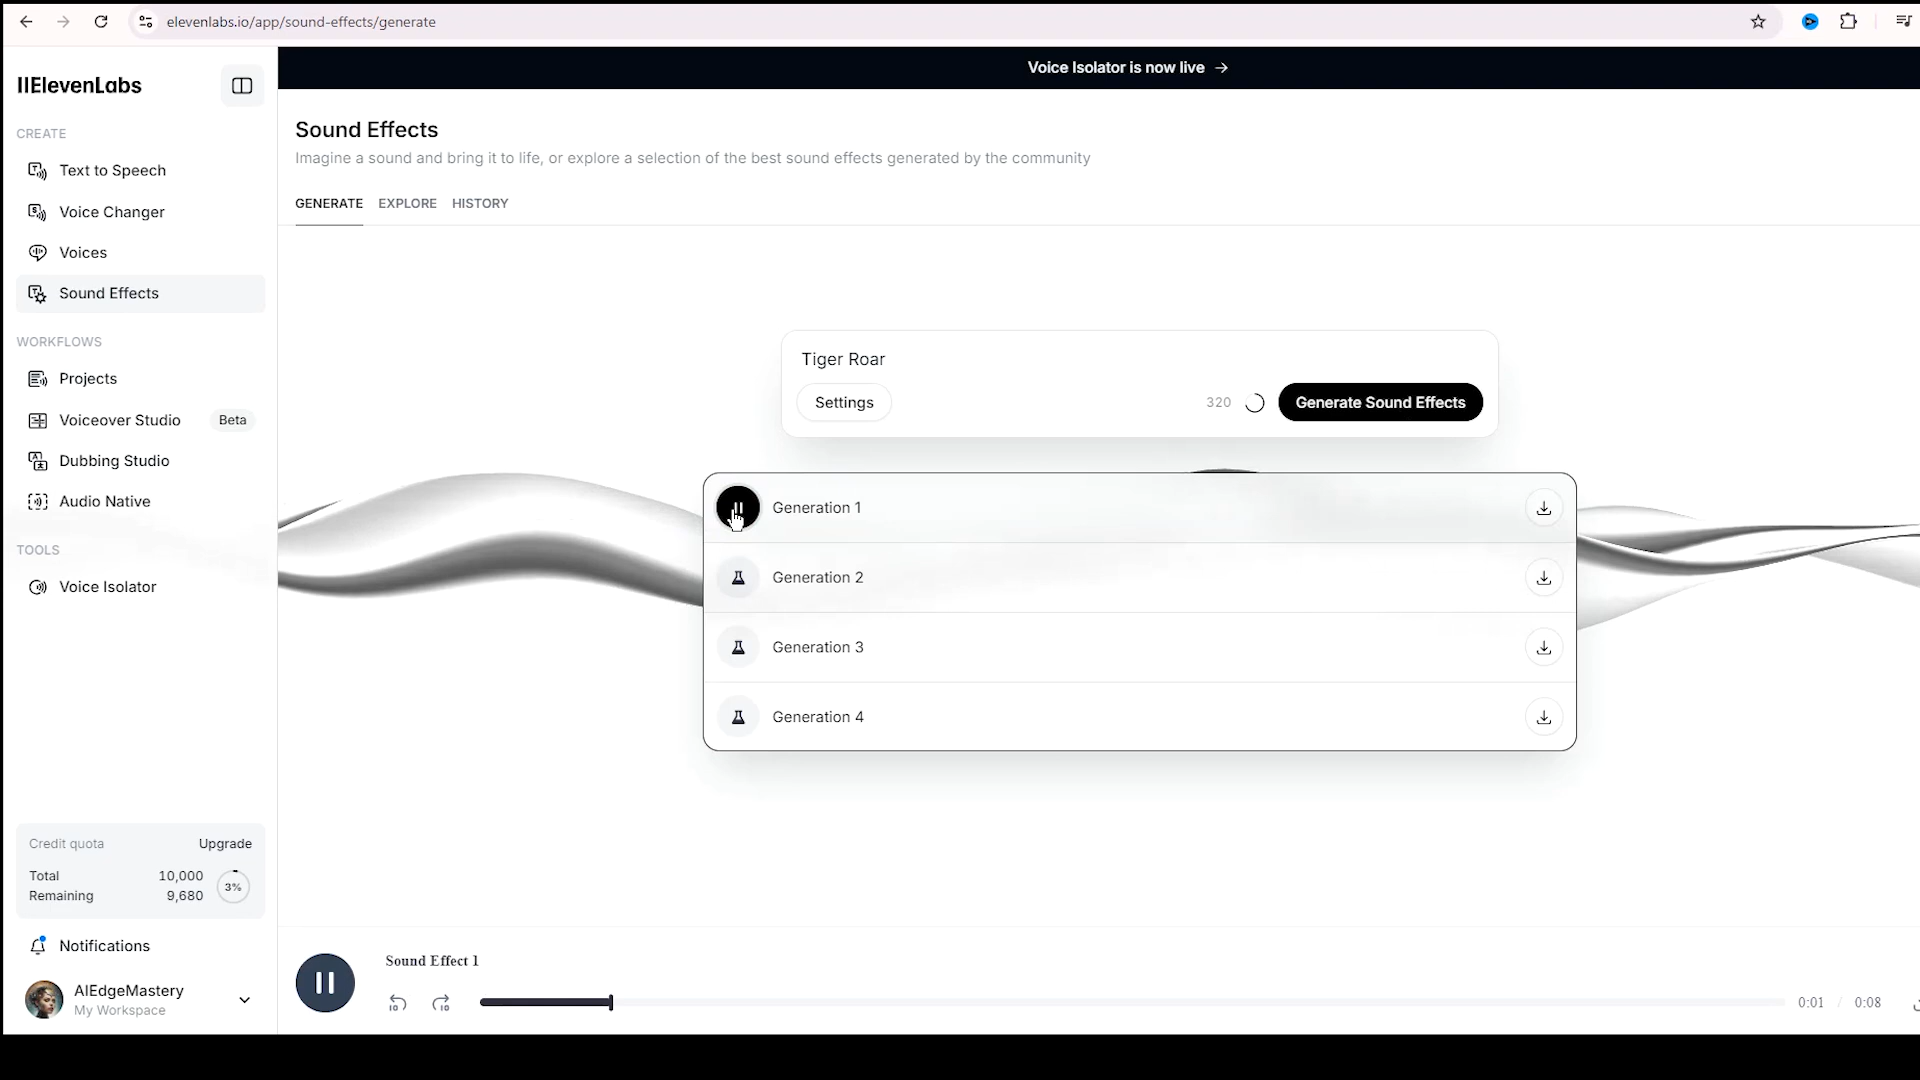 elevenlabs.io/app/sound-effects/generate
Voice Isolator is now live →
IIElevenLabs
CREATE
Text to Speech
Voice Changer
Voices
Sound Effects
WORKFLOWS
Projects
Voiceover Studio Beta
Dubbing Studio
Audio Native
TOOLS
Voice Isolator
Credit quota Upgrade
Total 10,000
Remaining 9,680
3%
Notifications
AIEdgeMastery
My Workspace
Sound Effects
Imagine a sound and bring it to life, or explore a selection of the best sound effects generated by the community
GENERATE EXPLORE HISTORY
Tiger Roar
Settings 320 Generate Sound Effects
Generation 1
Generation 2
Generation 3
Generation 4
Sound Effect 1
10 10 0:01 / 0:08